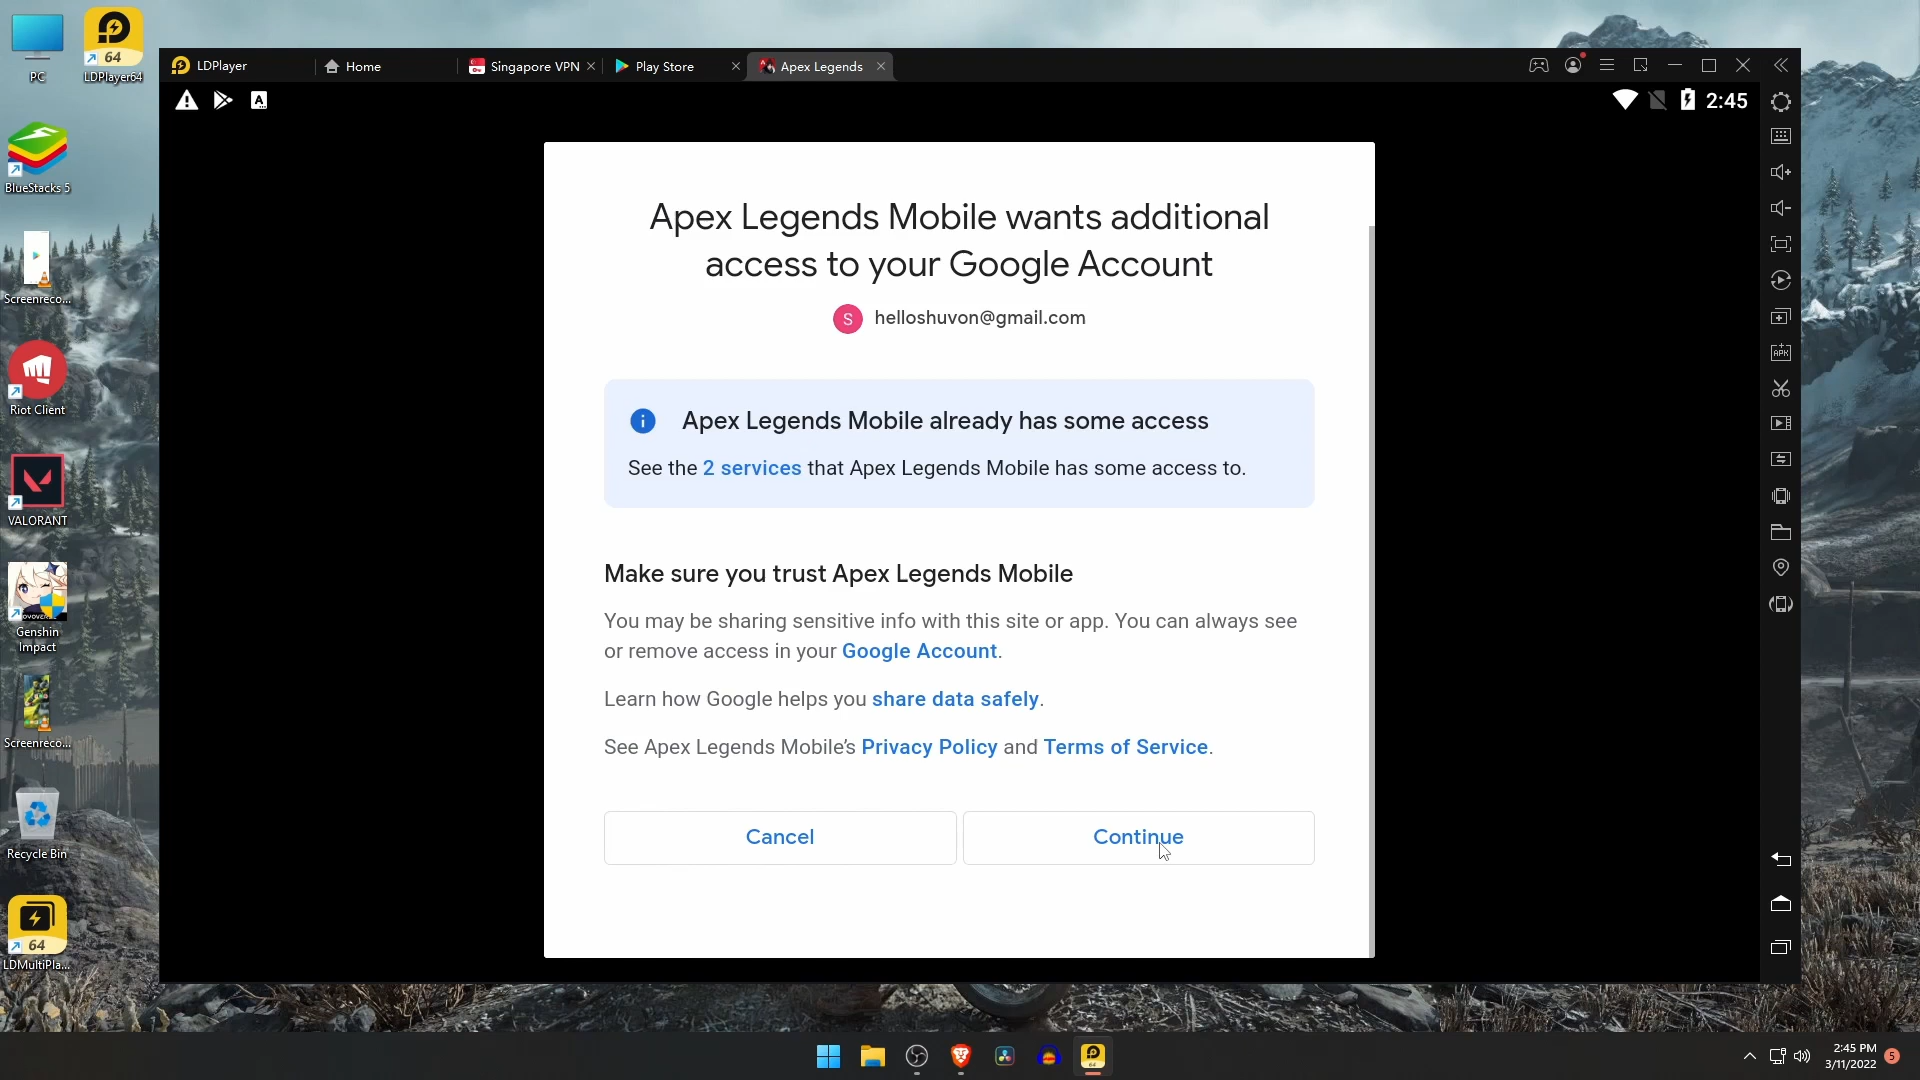 PC
64
LDPlayer64
BlueStacks 5
Screenreco...
Riot Client
VALORANT
Genshin
Impact
Screenreco...
Recycle Bin
64
LDMultiPla...
LDPlayer
Home
Singapore VPN
Play Store
Apex Legends
A
2:45
Apex Legends Mobile wants additional
access to your Google Account
S helloshuvon@gmail.com
Apex Legends Mobile already has some access
See the 2 services that Apex Legends Mobile has some access to.
Make sure you trust Apex Legends Mobile
You may be sharing sensitive info with this site or app. You can always see
or remove access in your Google Account.
Learn how Google helps you share data safely.
See Apex Legends Mobile’s Privacy Policy and Terms of Service.
Cancel
Continue
APK
64
2:45 PM
3/11/2022
5